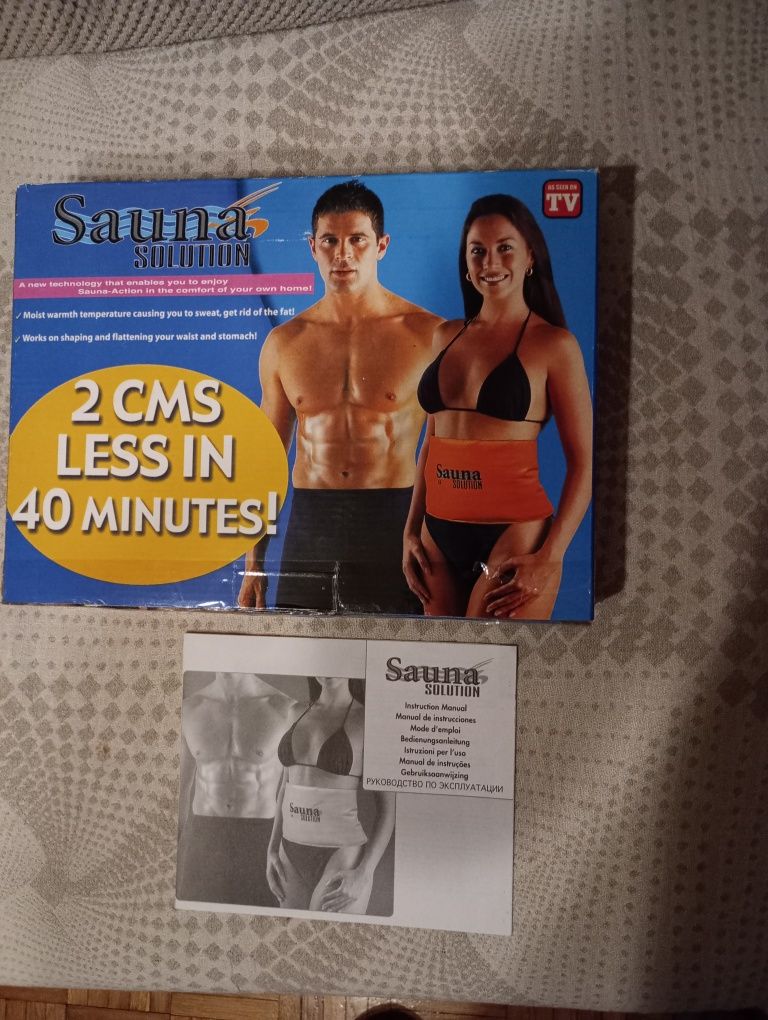 Sauna
SOLUTION
AS SEEN ON
TV
A new technology that enables you to enjoy
Sauna-Action in the comfort of your own home!
✓ Moist warmth temperature causing you to sweat, get rid of the fat!
✓ Works on shaping and flattening your waist and stomach!
2 CMS
LESS IN
40 MINUTES!
Sauna
SOLUTION
Sauna
SOLUTION
Instruction Manual
Manual de instrucciones
Mode d'emploi
Bedienungsanleitung
Istruzioni per l'uso
Manual de instruções
Gebruiksaanwijzing
РУКОВОДСТВО ПО ЭКСПЛУАТАЦИИ
Sauna
SOLUTION